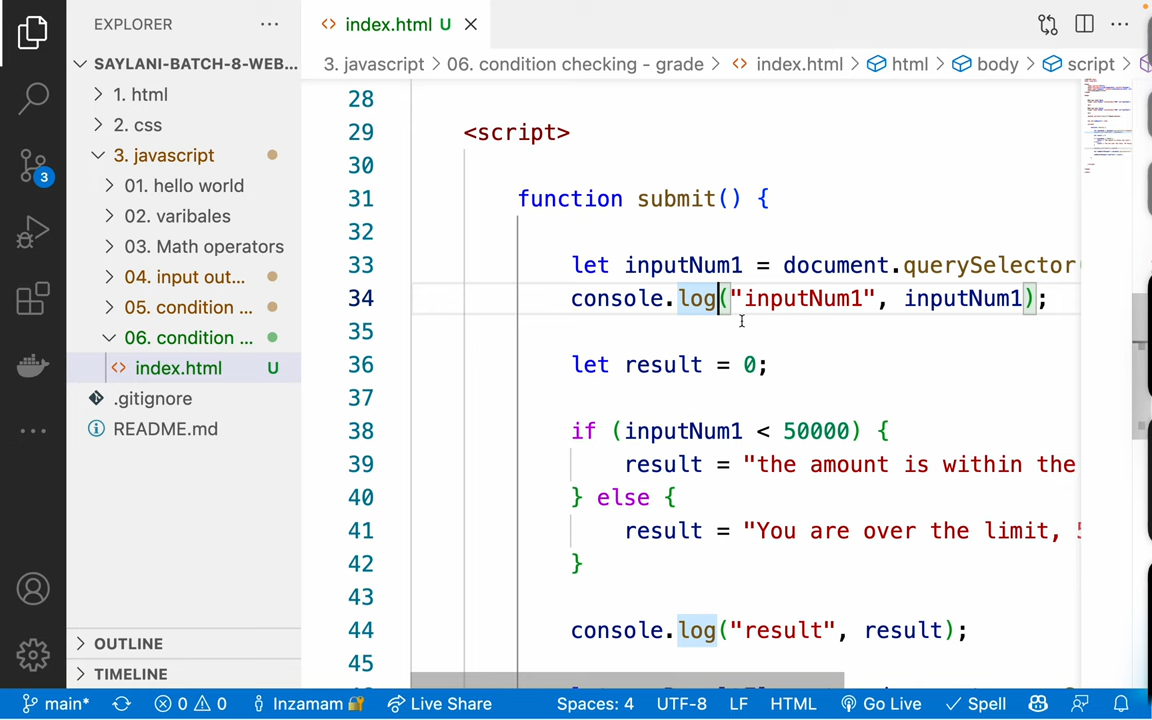 EXPLORER
SAYLANI-BATCH-8-WEB...
1. html
2. css
3. javascript
01. hello world
02. varibales
03. Math operators
04. input out...
05. condition ...
06. condition ...
<> index.html U
.gitignore
README.md
OUTLINE
TIMELINE
<> index.html U
3. javascript > 06. condition checking - grade > <> index.html > html > body > script >
28
29 <script>
30
31 function submit() {
32
33 let inputNum1 = document.querySelector(
34 console.log("inputNum1", inputNum1);
35
36 let result = 0;
37
38 if (inputNum1 < 50000) {
39 result = "the amount is within the
40 } else {
41 result = "You are over the limit,
42 }
43
44 console.log("result", result);
45
3
main* 0 0 Inzamam Live Share Spaces: 4 UTF-8 LF HTML Go Live Spell